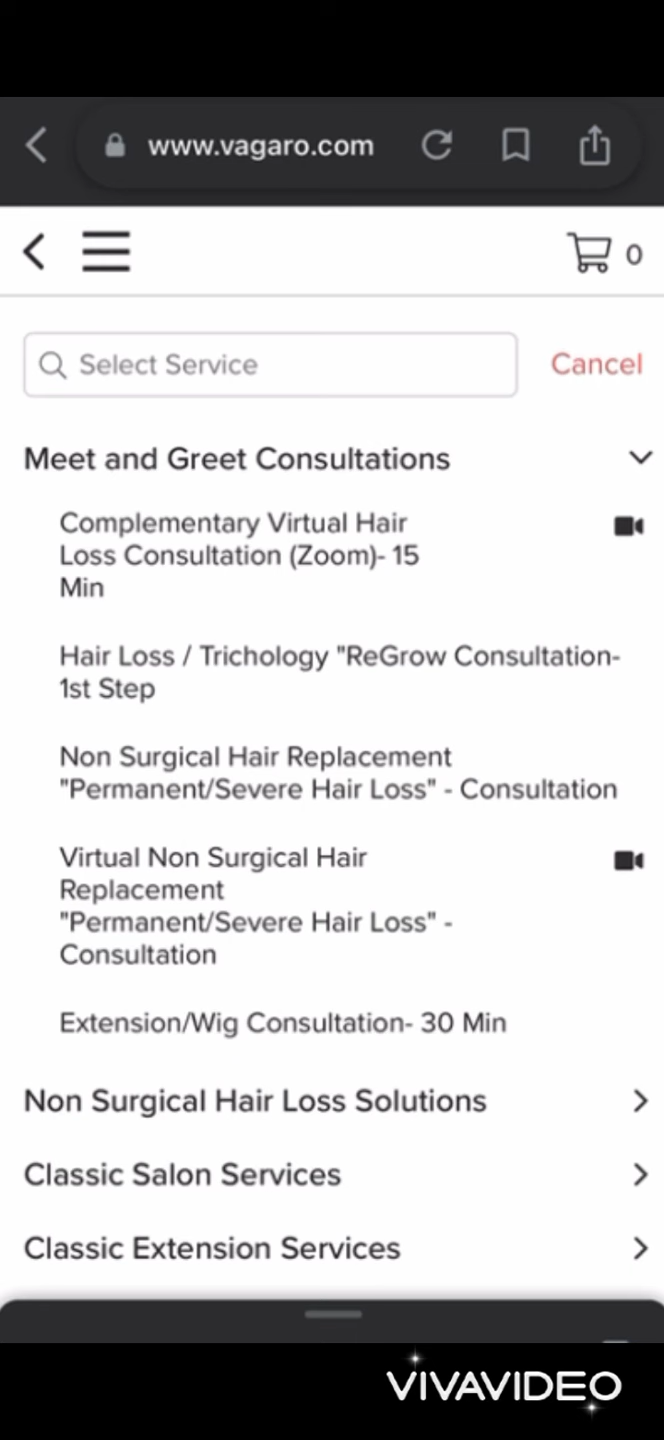 www.vagaro.com
0
Select Service
Cancel
Meet and Greet Consultations
Complementary Virtual Hair
Loss Consultation (Zoom)- 15
Min
Hair Loss / Trichology "ReGrow Consultation-
1st Step
Non Surgical Hair Replacement
"Permanent/Severe Hair Loss" - Consultation
Virtual Non Surgical Hair
Replacement
"Permanent/Severe Hair Loss" -
Consultation
Extension/Wig Consultation- 30 Min
Non Surgical Hair Loss Solutions
Classic Salon Services
Classic Extension Services
VIVAVIDEO